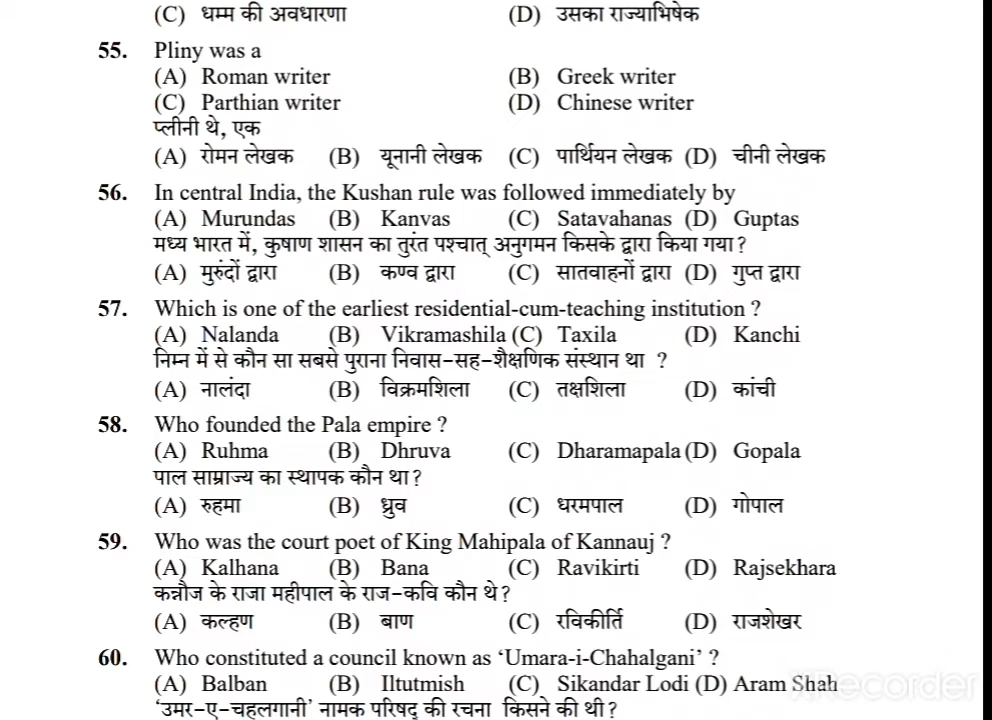 (C) धम्म की अवधारणा (D) उसका राज्याभिषेक
55. Pliny was a
(A) Roman writer (B) Greek writer
(C) Parthian writer (D) Chinese writer
प्लीनी थे, एक
(A) रोमन लेखक (B) यूनानी लेखक (C) पार्थियन लेखक (D) चीनी लेखक
56. In central India, the Kushan rule was followed immediately by
(A) Murundas (B) Kanvas (C) Satavahanas (D) Guptas
मध्य भारत में, कुषाण शासन का तुरंत पश्चात् अनुगमन किसके द्वारा किया गया ?
(A) मुरुंदों द्वारा (B) कण्व द्वारा (C) सातवाहनों द्वारा (D) गुप्त द्वारा
57. Which is one of the earliest residential-cum-teaching institution ?
(A) Nalanda (B) Vikramashila (C) Taxila (D) Kanchi
निम्न में से कौन सा सबसे पुराना निवास-सह-शैक्षणिक संस्थान था ?
(A) नालंदा (B) विक्रमशिला (C) तक्षशिला (D) कांची
58. Who founded the Pala empire ?
(A) Ruhma (B) Dhruva (C) Dharamapala (D) Gopala
पाल साम्राज्य का स्थापक कौन था ?
(A) रुहमा (B) ध्रुव (C) धरमपाल (D) गोपाल
59. Who was the court poet of King Mahipala of Kannauj ?
(A) Kalhana (B) Bana (C) Ravikirti (D) Rajsekhara
कन्नौज के राजा महीपाल के राज-कवि कौन थे ?
(A) कल्हण (B) बाण (C) रविकीर्ति (D) राजशेखर
60. Who constituted a council known as ‘Umara-i-Chahalgani’ ?
(A) Balban (B) Iltutmish (C) Sikandar Lodi (D) Aram Shah
‘उमर-ए-चहलगानी’ नामक परिषद् की रचना किसने की थी ?
XRecorder